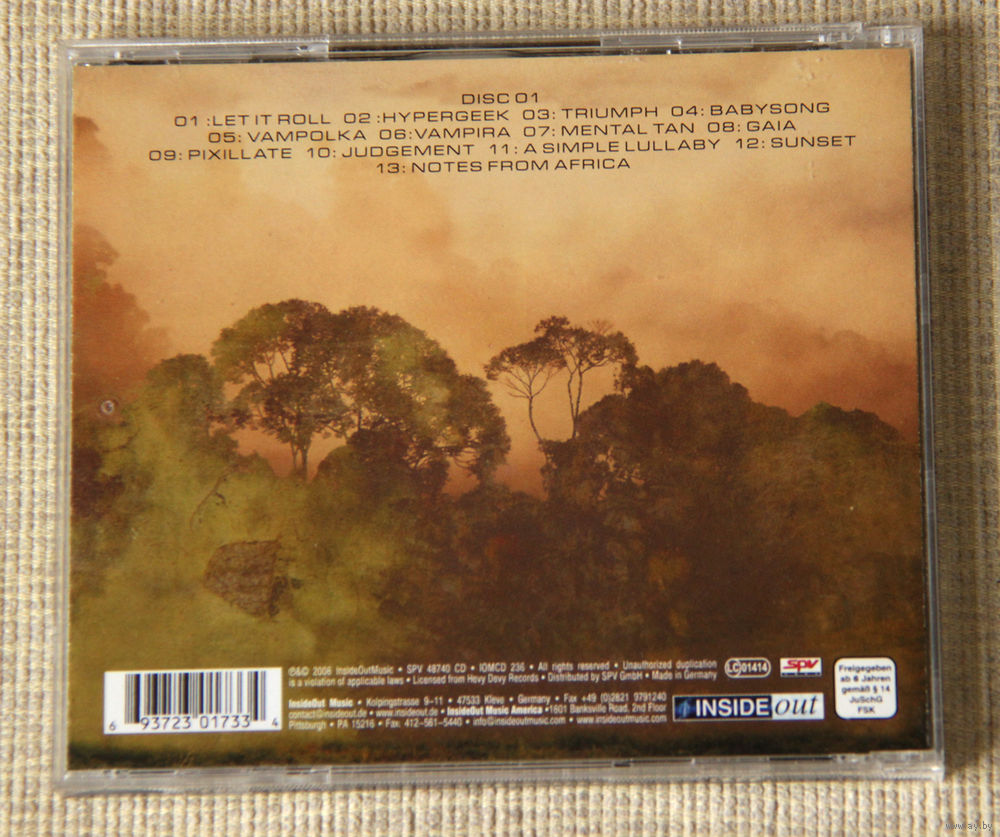 DISC 01
01 :LET IT ROLL 02 :HYPERGEEK 03: TRIUMPH 04: BABYSONG
05: VAMPOLKA 06: VAMPIRA 07: MENTAL TAN 08: GAIA
09: PIXILLATE 10: JUDGEMENT 11: A SIMPLE LULLABY 12: SUNSET
13: NOTES FROM AFRICA
6 93723 01733 4
℗&© 2006 InsideOutMusic • SPV 48740 CD • IOMCD 236 • All rights reserved • Unauthorized duplication
is a violation of applicable laws • Licensed from Hevy Devy Records • Distributed by SPV GmbH • Made in Germany
InsideOut Music • Kolpingstrasse 9-11 • 47533 Kleve • Germany • Fax +49 (0)2821 9791240
contact@insideout.de • www.insideout.de • InsideOut Music America • 1601 Banksville Road. 2nd Floor
Pittsburgh • PA 15216 • Fax 412-561-5440 • info@insideoutmusic.com • www.insideoutmusic.com
LC 01414
SPV
INSIDE out
Freigegeben
ab 6 Jahren
gemäß § 14
JuSchG
FSK
www.ay.by